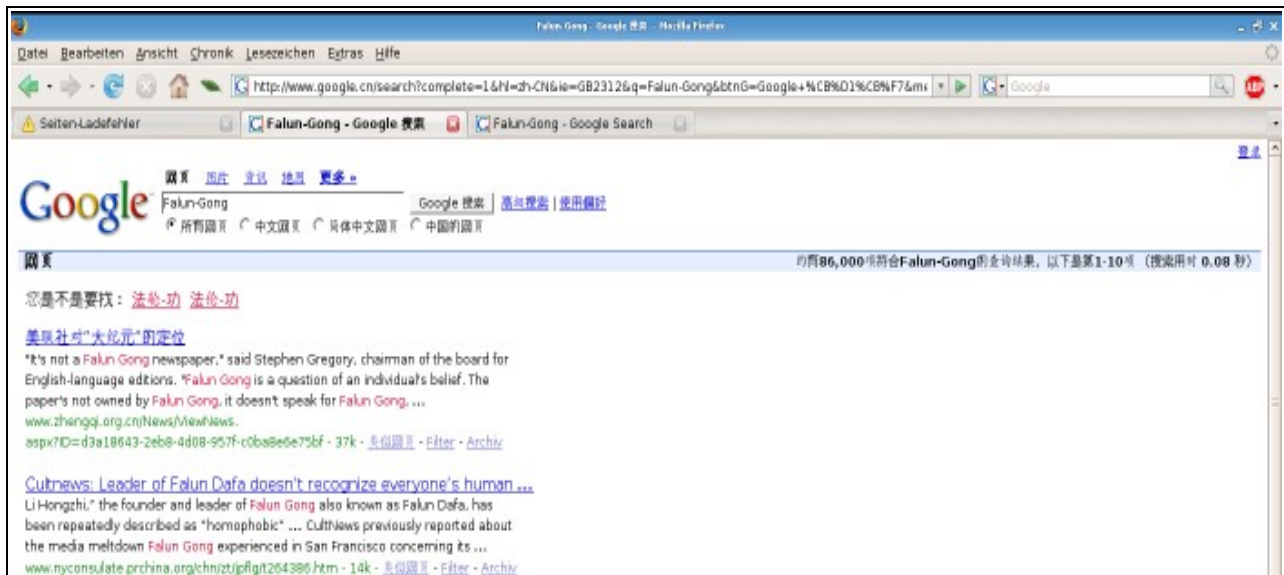 Falun-Gong - Google 搜索 - Mozilla Firefox
Datei Bearbeiten Ansicht Chronik Lesezeichen Extras Hilfe
http://www.google.cn/search?complete=1&hl=zh-CN&ie=GB2312&q=Falun-Gong&btnG=Google+%CB%D1%CB%F7&me Google ABP
Seiten-Ladefehler Falun-Gong - Google 搜索 Falun-Gong - Google Search
登录
网页 图片 资讯 地图 更多 »
Google Falun-Gong Google 搜索 高级搜索 | 使用偏好
所有网页 中文网页 简体中文网页 中国的网页
网页 约有86,000项符合Falun-Gong的查询结果，以下是第1-10项 （搜索用时 0.08 秒）
您是不是要找： 法轮-功 法伦-功
美联社对"大纪元"的定位
"It's not a Falun Gong newspaper," said Stephen Gregory, chairman of the board for
English-language editions. "Falun Gong is a question of an individual's belief. The
paper's not owned by Falun Gong, it doesn't speak for Falun Gong, ...
www.zhengqi.org.cn/News/ViewNews.
aspx?ID=d3a18643-2eb8-4d08-957f-c0ba8e6e75bf - 37k - 类似网页 - Filter - Archiv
Cultnews: Leader of Falun Dafa doesn't recognize everyone's human ...
Li Hongzhi," the founder and leader of Falun Gong also known as Falun Dafa, has
been repeatedly described as "homophobic" ... CultNews previously reported about
the media meltdown Falun Gong experienced in San Francisco concerning its ...
www.nyconsulate.prchina.org/chn/zt/pflg/t264386.htm - 14k - 类似网页 - Filter - Archiv